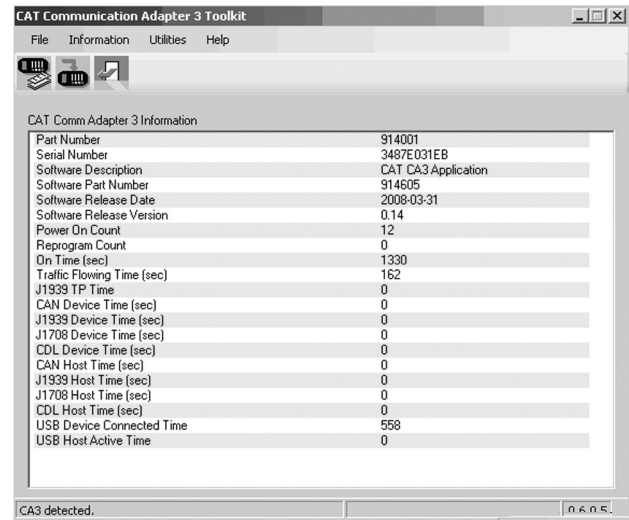 CAT Communication Adapter 3 Toolkit
File Information Utilities Help
CAT Comm Adapter 3 Information
Part Number 914001
Serial Number 3487E031EB
Software Description CAT CA3 Application
Software Part Number 914605
Software Release Date 2008-03-31
Software Release Version 0.14
Power On Count 12
Reprogram Count 0
On Time (sec) 1330
Traffic Flowing Time (sec) 162
J1939 TP Time 0
CAN Device Time (sec) 0
J1939 Device Time (sec) 0
J1708 Device Time (sec) 0
CDL Device Time (sec) 0
CAN Host Time (sec) 0
J1939 Host Time (sec) 0
J1708 Host Time (sec) 0
CDL Host Time (sec) 0
USB Device Connected Time 558
USB Host Active Time 0
CA3 detected.